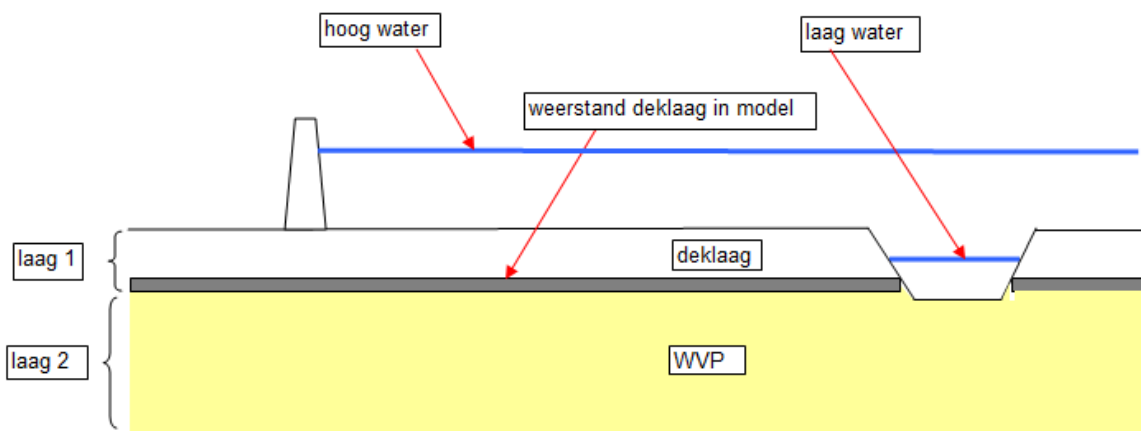 hoog water
laag water
weerstand deklaag in model
laag 1
deklaag
laag 2
WVP